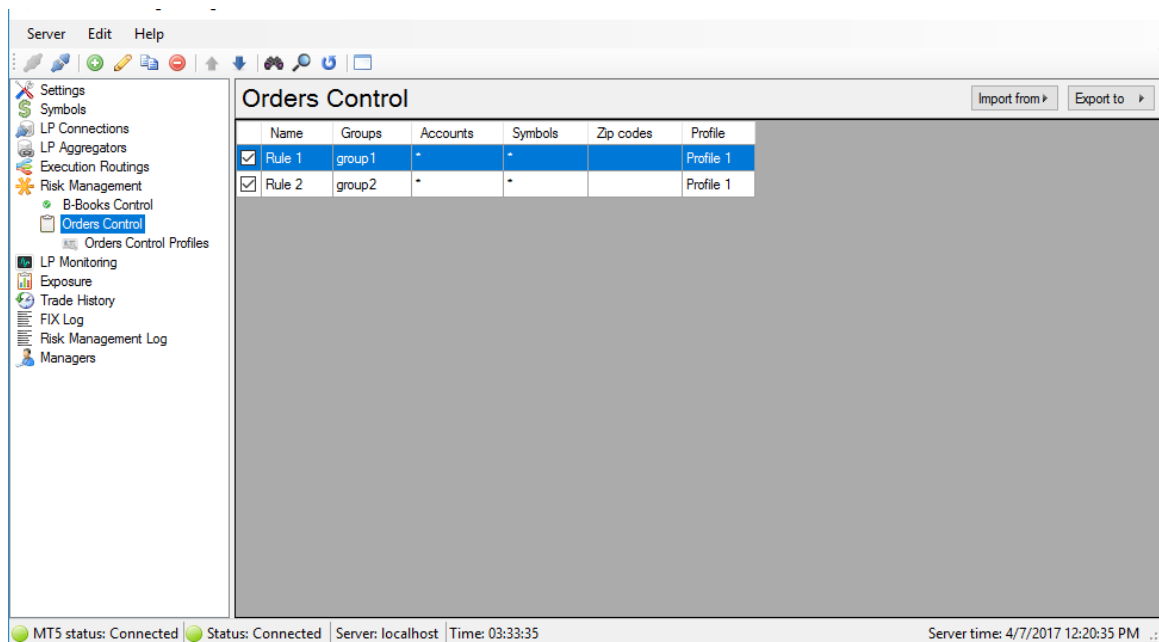 Server Edit Help
Settings
Symbols
LP Connections
LP Aggregators
Execution Routings
Risk Management
B-Books Control
Orders Control
Orders Control Profiles
LP Monitoring
Exposure
Trade History
FIX Log
Risk Management Log
Managers
Orders Control
Import from
Export to
Name Groups Accounts Symbols Zip codes Profile
Rule 1 group1 * * Profile 1
Rule 2 group2 * * Profile 1
MT5 status: Connected Status: Connected Server: localhost Time: 03:33:35 Server time: 4/7/2017 12:20:35 PM